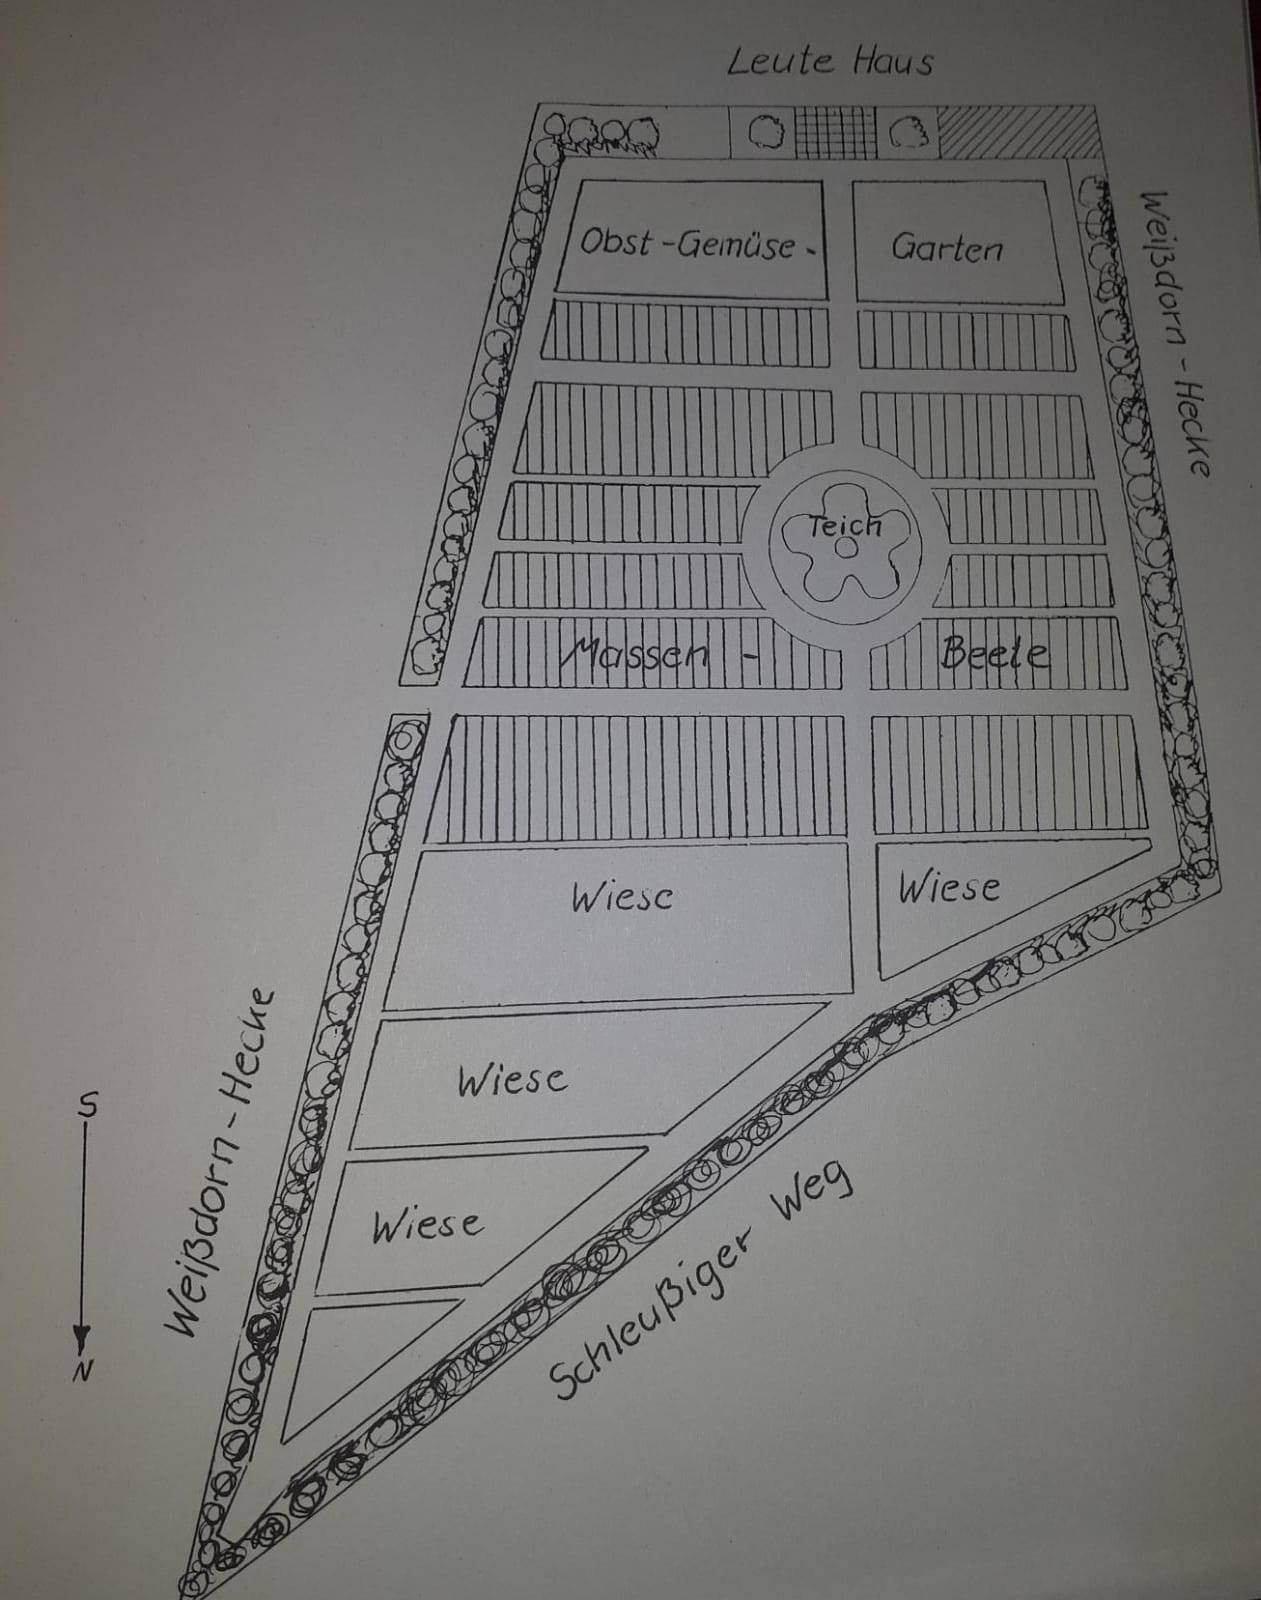 Leute Haus
Obst-Gemüse-
Garten
Weißdorn-Hecke
Teich
Massen -
Beete
Wiese
Wiese
Wiese
Wiese
Weißdorn-Hecke
Schleußiger Weg
S
N